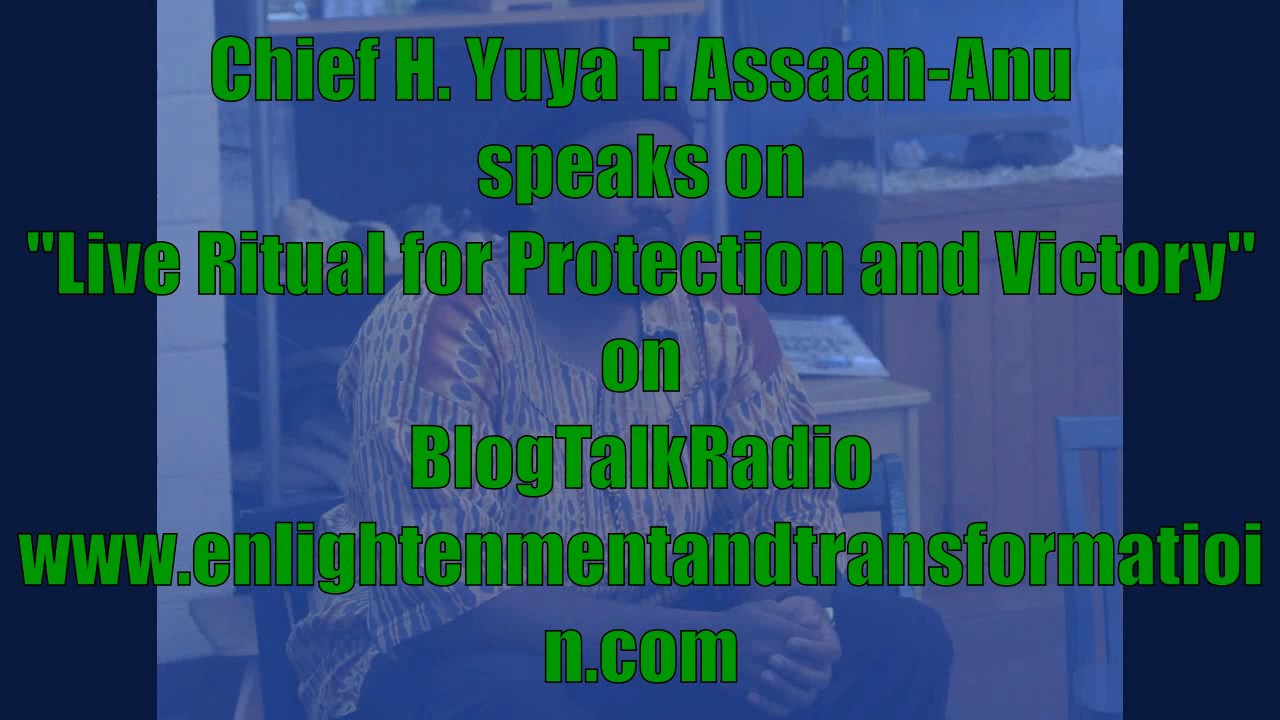 Chief H. Yuya T. Assaan-Anu
speaks on
"Live Ritual for Protection and Victory"
on
BlogTalkRadio
www.enlightenmentandtransformatioi
n.com